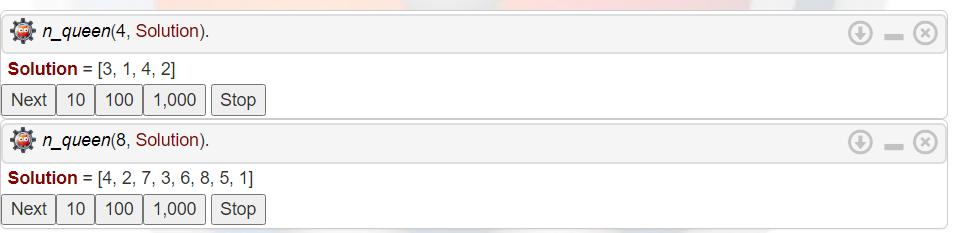 n_queen(4, Solution).
Solution = [3, 1, 4, 2]
Next 10 100 1,000 Stop
n_queen(8, Solution).
Solution = [4, 2, 7, 3, 6, 8, 5, 1]
Next 10 100 1,000 Stop